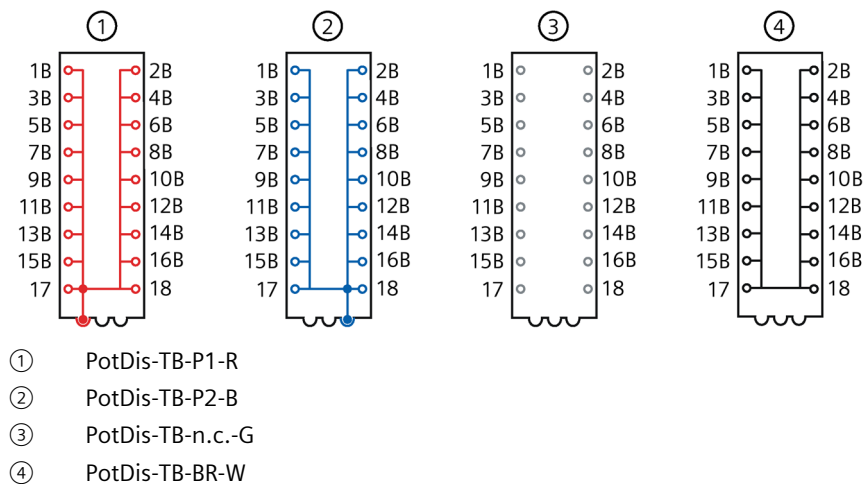 ① ② ③ ④
1B 2B 1B 2B 1B 2B 1B 2B
3B 4B 3B 4B 3B 4B 3B 4B
5B 6B 5B 6B 5B 6B 5B 6B
7B 8B 7B 8B 7B 8B 7B 8B
9B 10B 9B 10B 9B 10B 9B 10B
11B 12B 11B 12B 11B 12B 11B 12B
13B 14B 13B 14B 13B 14B 13B 14B
15B 16B 15B 16B 15B 16B 15B 16B
17 18 17 18 17 18 17 18
① PotDis-TB-P1-R
② PotDis-TB-P2-B
③ PotDis-TB-n.c.-G
④ PotDis-TB-BR-W